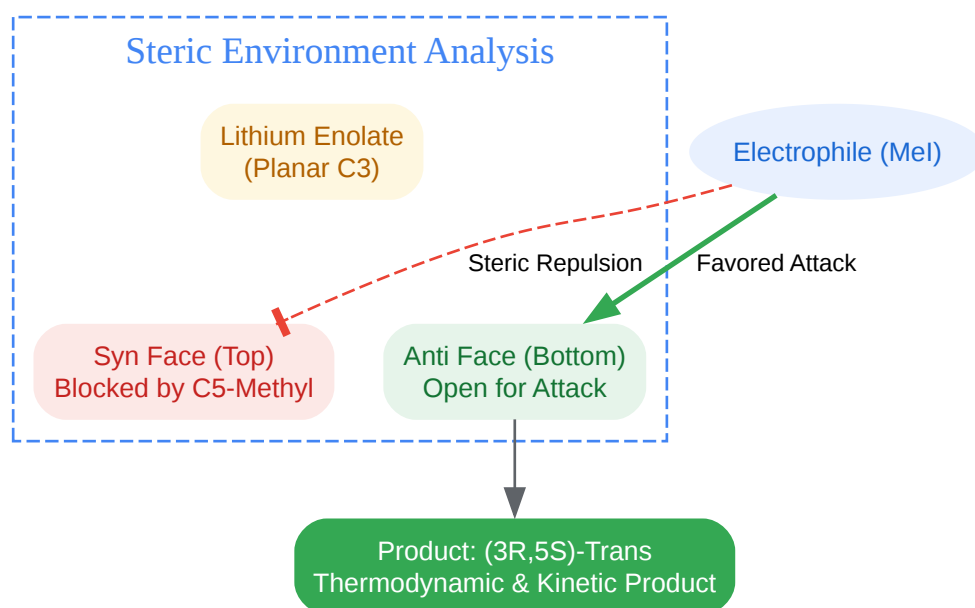 Steric Environment Analysis
Lithium Enolate
(Planar C3)
Electrophile (MeI)
Steric Repulsion
Favored Attack
Syn Face (Top)
Blocked by C5-Methyl
Anti Face (Bottom)
Open for Attack
Product: (3R,5S)-Trans
Thermodynamic & Kinetic Product